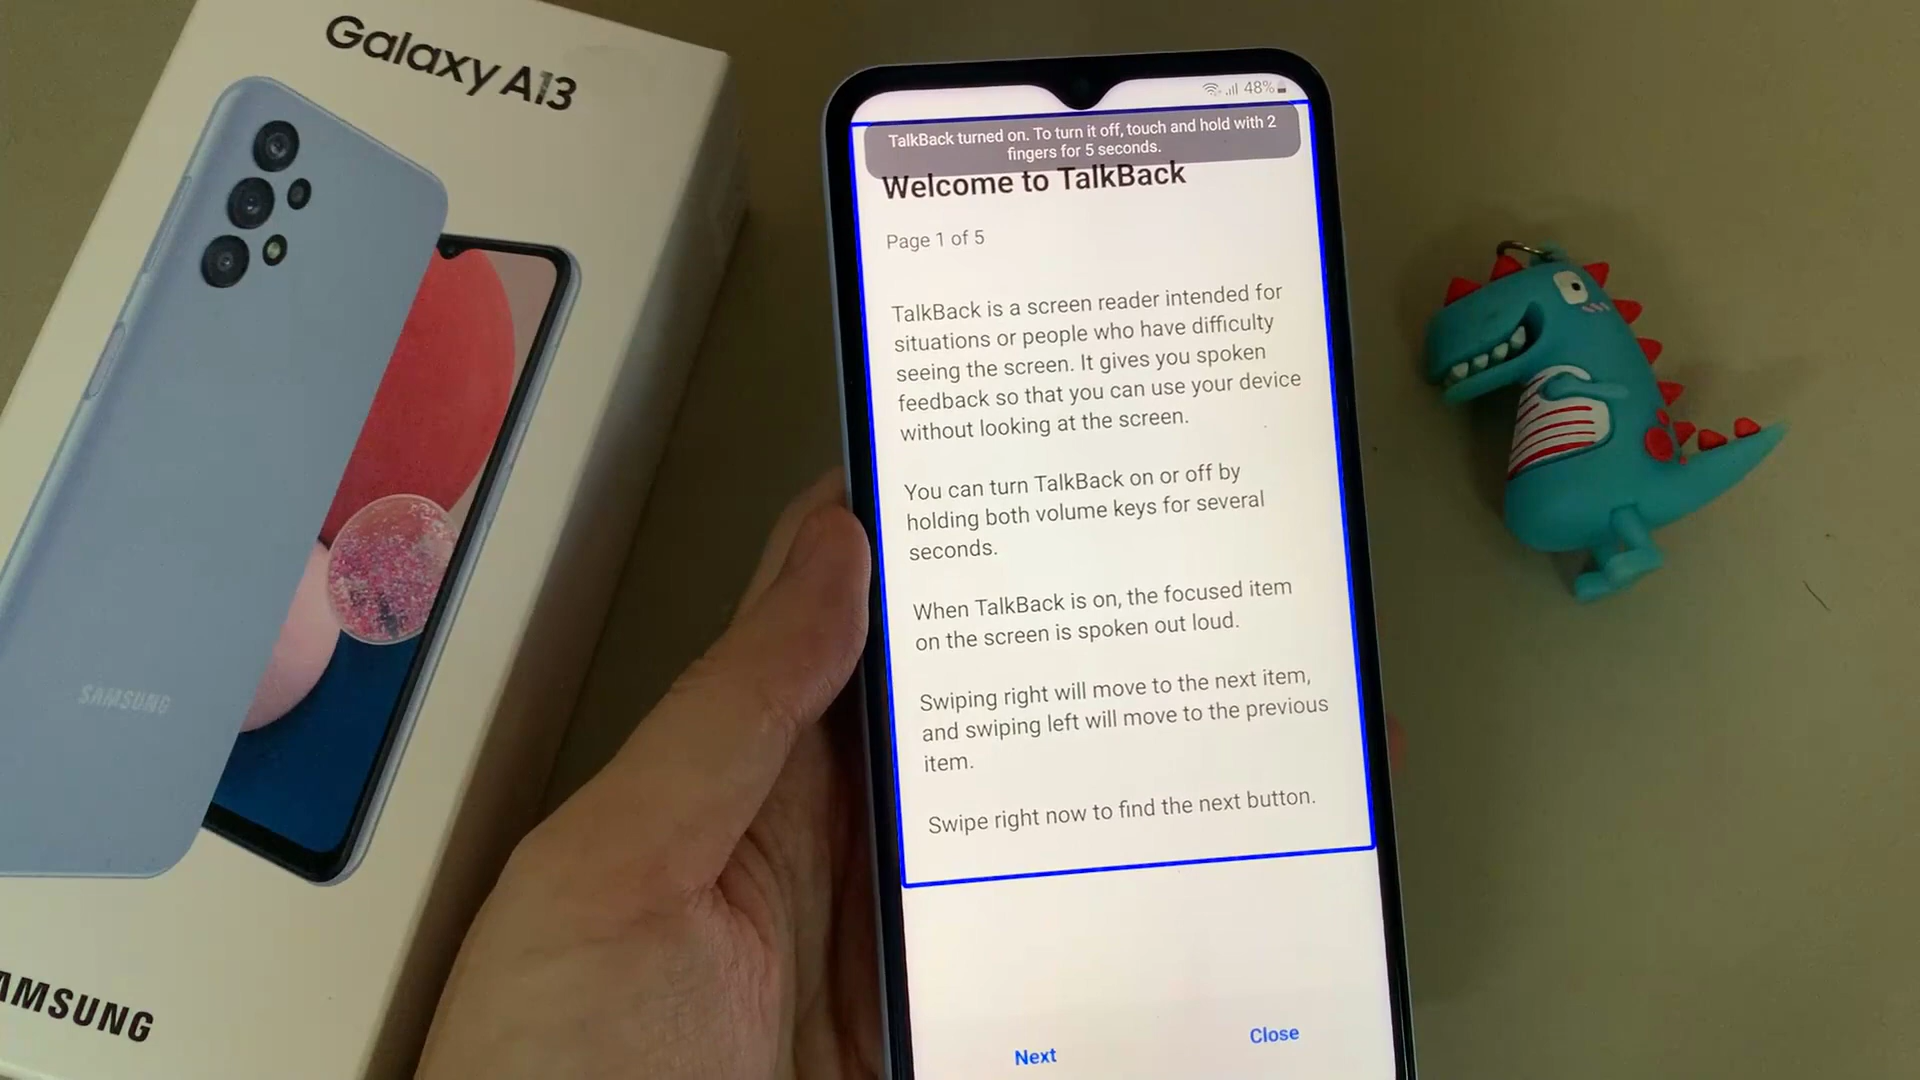 Galaxy A13
SAMSUNG
AMSUNG
48%
TalkBack turned on. To turn it off, touch and hold with 2
fingers for 5 seconds.
Welcome to TalkBack
Page 1 of 5
TalkBack is a screen reader intended for
situations or people who have difficulty
seeing the screen. It gives you spoken
feedback so that you can use your device
without looking at the screen.
You can turn TalkBack on or off by
holding both volume keys for several
seconds.
When TalkBack is on, the focused item
on the screen is spoken out loud.
Swiping right will move to the next item,
and swiping left will move to the previous
item.
Swipe right now to find the next button.
Next
Close